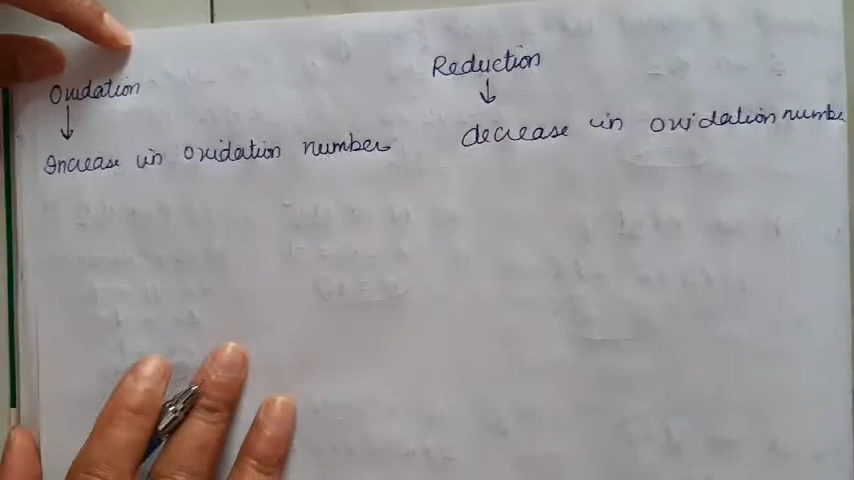 Oxidation
Increase in oxidation number
Reduction
decrease in oxidation number